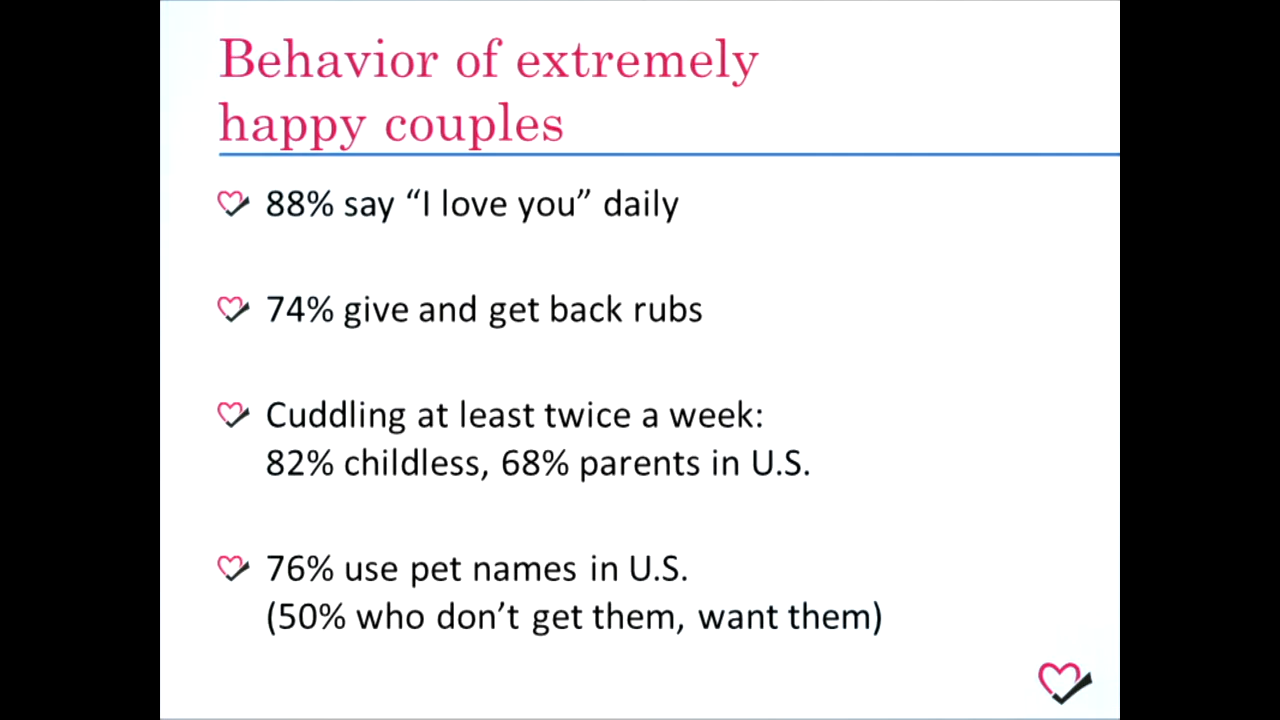 Behavior of extremely
happy couples
88% say “I love you” daily
74% give and get back rubs
Cuddling at least twice a week:
82% childless, 68% parents in U.S.
76% use pet names in U.S.
(50% who don’t get them, want them)